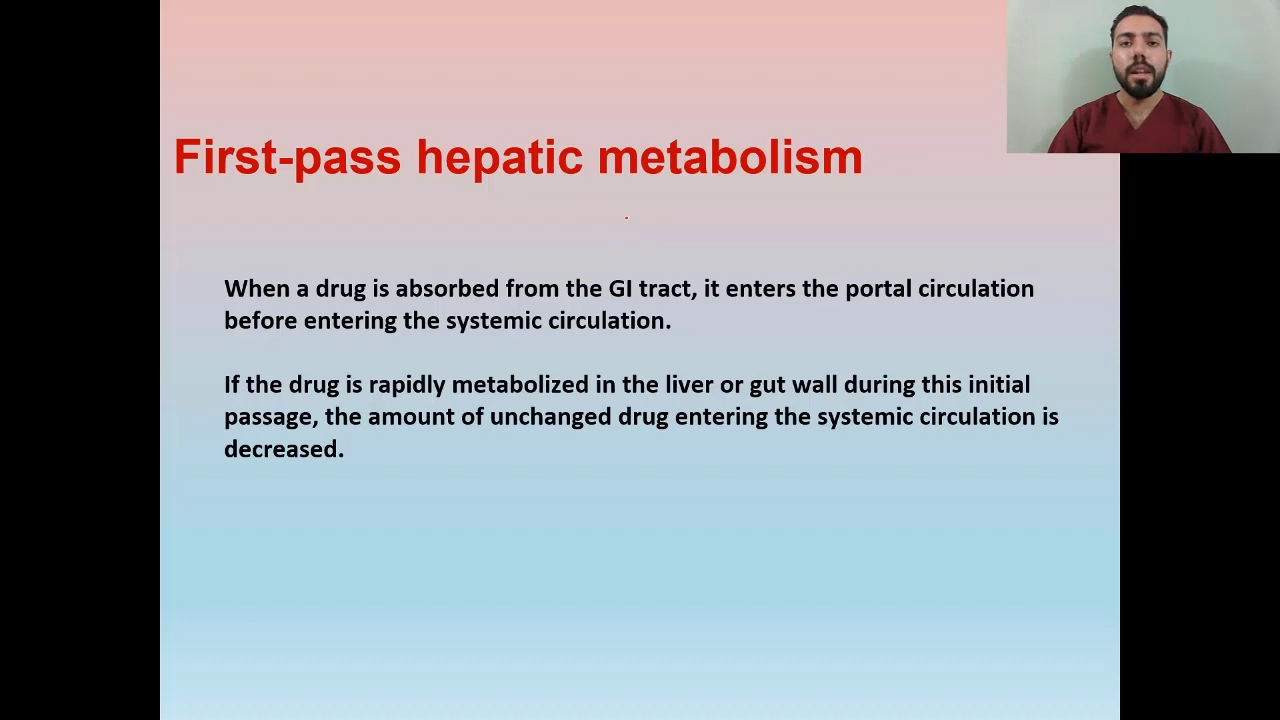 First-pass hepatic metabolism
When a drug is absorbed from the GI tract, it enters the portal circulation
before entering the systemic circulation.
If the drug is rapidly metabolized in the liver or gut wall during this initial
passage, the amount of unchanged drug entering the systemic circulation is
decreased.